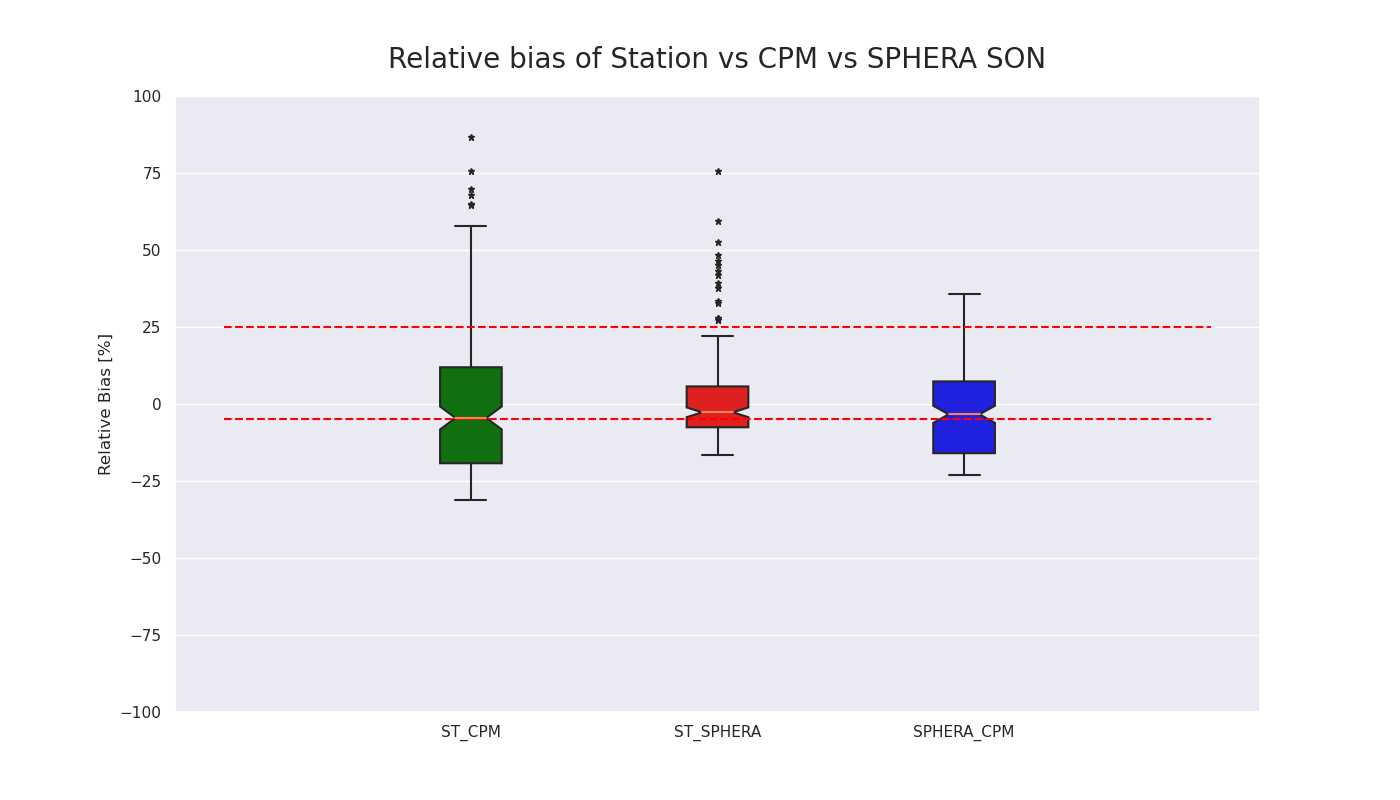 Relative bias of Station vs CPM vs SPHERA SON
100
75
50
25
0
−25
−50
−75
−100
Relative Bias [%]
ST_CPM
ST_SPHERA
SPHERA_CPM